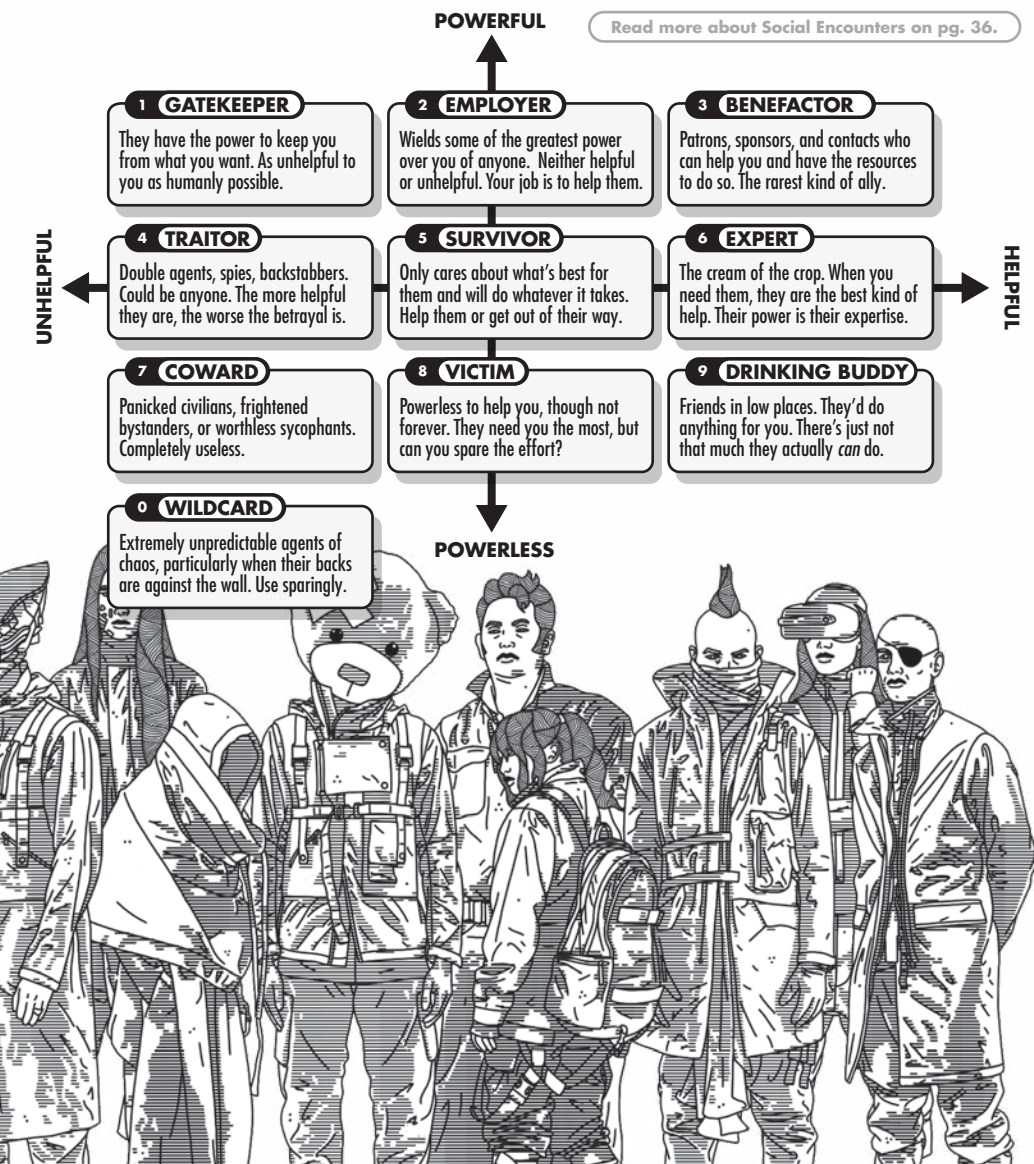 POWERFUL
Read more about Social Encounters on pg. 36.
1 GATEKEEPER
They have the power to keep you
from what you want. As unhelpful to
you as humanly possible.
2 EMPLOYER
Wields some of the greatest power
over you of anyone. Neither helpful
or unhelpful. Your job is to help them.
3 BENEFACTOR
Patrons, sponsors, and contacts who
can help you and have the resources
to do so. The rarest kind of ally.
UNHELPFUL
4 TRAITOR
Double agents, spies, backstabbers.
Could be anyone. The more helpful
they are, the worse the betrayal is.
5 SURVIVOR
Only cares about what's best for
them and will do whatever it takes.
Help them or get out of their way.
6 EXPERT
The cream of the crop. When you
need them, they are the best kind of
help. Their power is their expertise.
HELPFUL
7 COWARD
Panicked civilians, frightened
bystanders, or worthless sycophants.
Completely useless.
8 VICTIM
Powerless to help you, though not
forever. They need you the most, but
can you spare the effort?
9 DRINKING BUDDY
Friends in low places. They'd do
anything for you. There's just not
that much they actually can do.
0 WILDCARD
Extremely unpredictable agents of
chaos, particularly when their backs
are against the wall. Use sparingly.
POWERLESS